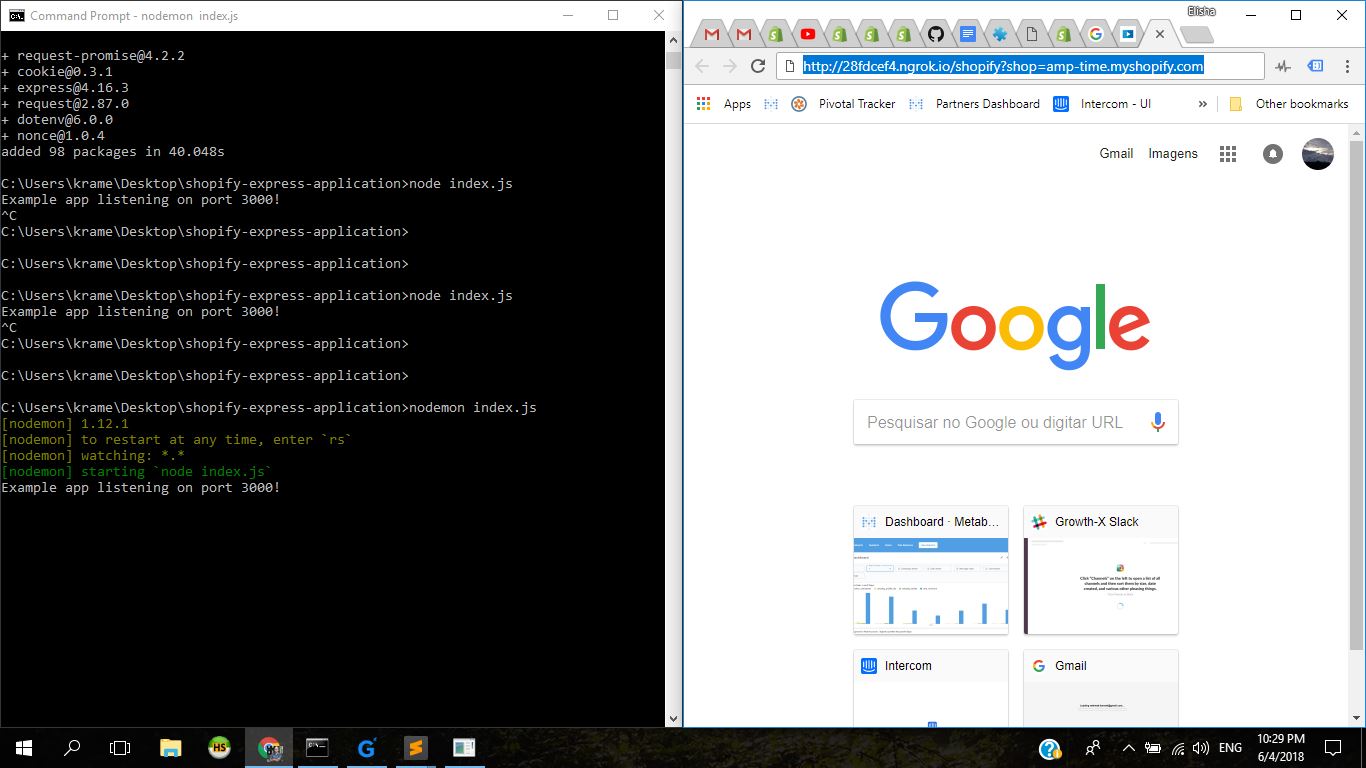 Command Prompt - nodemon  index.js
+ request-promise@4.2.2
+ cookie@0.3.1
+ express@4.16.3
+ request@2.87.0
+ dotenv@6.0.0
+ nonce@1.0.4
added 98 packages in 40.048s
C:\Users\krame\Desktop\shopify-express-application>node index.js
Example app listening on port 3000!
^C
C:\Users\krame\Desktop\shopify-express-application>
C:\Users\krame\Desktop\shopify-express-application>
C:\Users\krame\Desktop\shopify-express-application>node index.js
Example app listening on port 3000!
^C
C:\Users\krame\Desktop\shopify-express-application>
C:\Users\krame\Desktop\shopify-express-application>
C:\Users\krame\Desktop\shopify-express-application>nodemon index.js
[nodemon] 1.12.1
[nodemon] to restart at any time, enter `rs`
[nodemon] watching: *.*
[nodemon] starting `node index.js`
Example app listening on port 3000!
Elisha
http://28fdcef4.ngrok.io/shopify?shop=amp-time.myshopify.com
Apps Pivotal Tracker Partners Dashboard Intercom - UI » Other bookmarks
Gmail Imagens
Google
Pesquisar no Google ou digitar URL
Dashboard · Metab...
Growth-X Slack
Click "Channels" on the left to open a list of all
channels and then sort them by size, date
created, and various other pleasing things.
Intercom
Gmail
HS
ENG
10:29 PM
6/4/2018